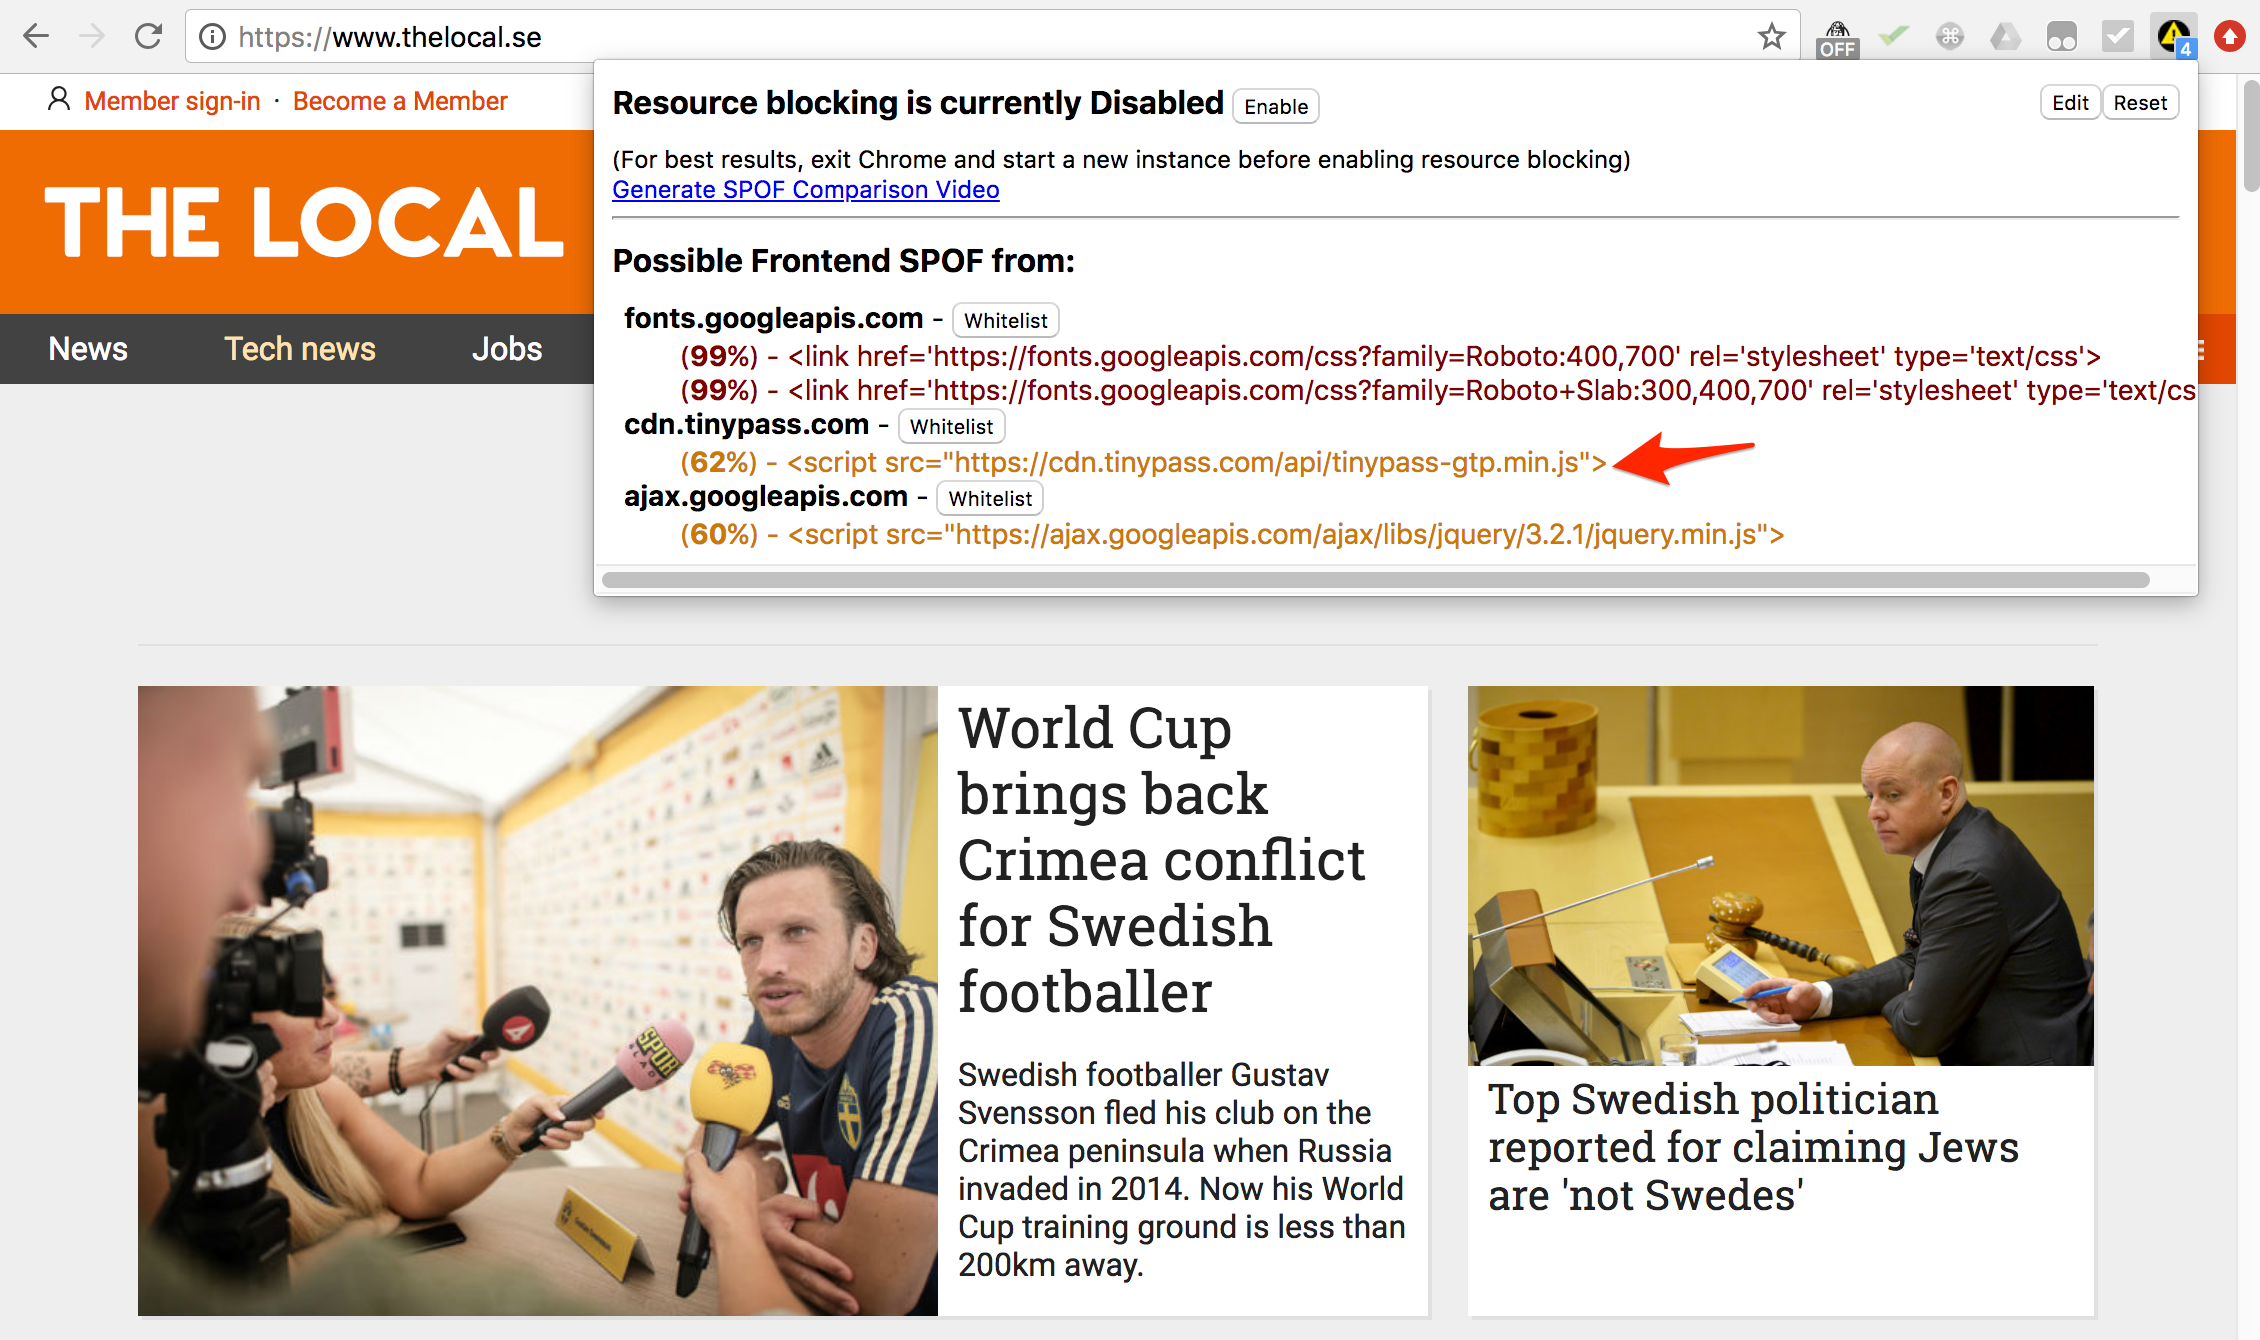 https://www.thelocal.se
OFF
4
Member sign-in · Become a Member
THE LOCAL
News Tech news Jobs
Resource blocking is currently Disabled Enable
Edit Reset
(For best results, exit Chrome and start a new instance before enabling resource blocking)
Generate SPOF Comparison Video
Possible Frontend SPOF from:
fonts.googleapis.com - Whitelist
(99%) - <link href='https://fonts.googleapis.com/css?family=Roboto:400,700' rel='stylesheet' type='text/css'>
(99%) - <link href='https://fonts.googleapis.com/css?family=Roboto+Slab:300,400,700' rel='stylesheet' type='text/cs
cdn.tinypass.com - Whitelist
(62%) - <script src="https://cdn.tinypass.com/api/tinypass-gtp.min.js">
ajax.googleapis.com - Whitelist
(60%) - <script src="https://ajax.googleapis.com/ajax/libs/jquery/3.2.1/jquery.min.js">
SPOR
World Cup
brings back
Crimea conflict
for Swedish
footballer
Swedish footballer Gustav
Svensson fled his club on the
Crimea peninsula when Russia
invaded in 2014. Now his World
Cup training ground is less than
200km away.
Top Swedish politician
reported for claiming Jews
are 'not Swedes'